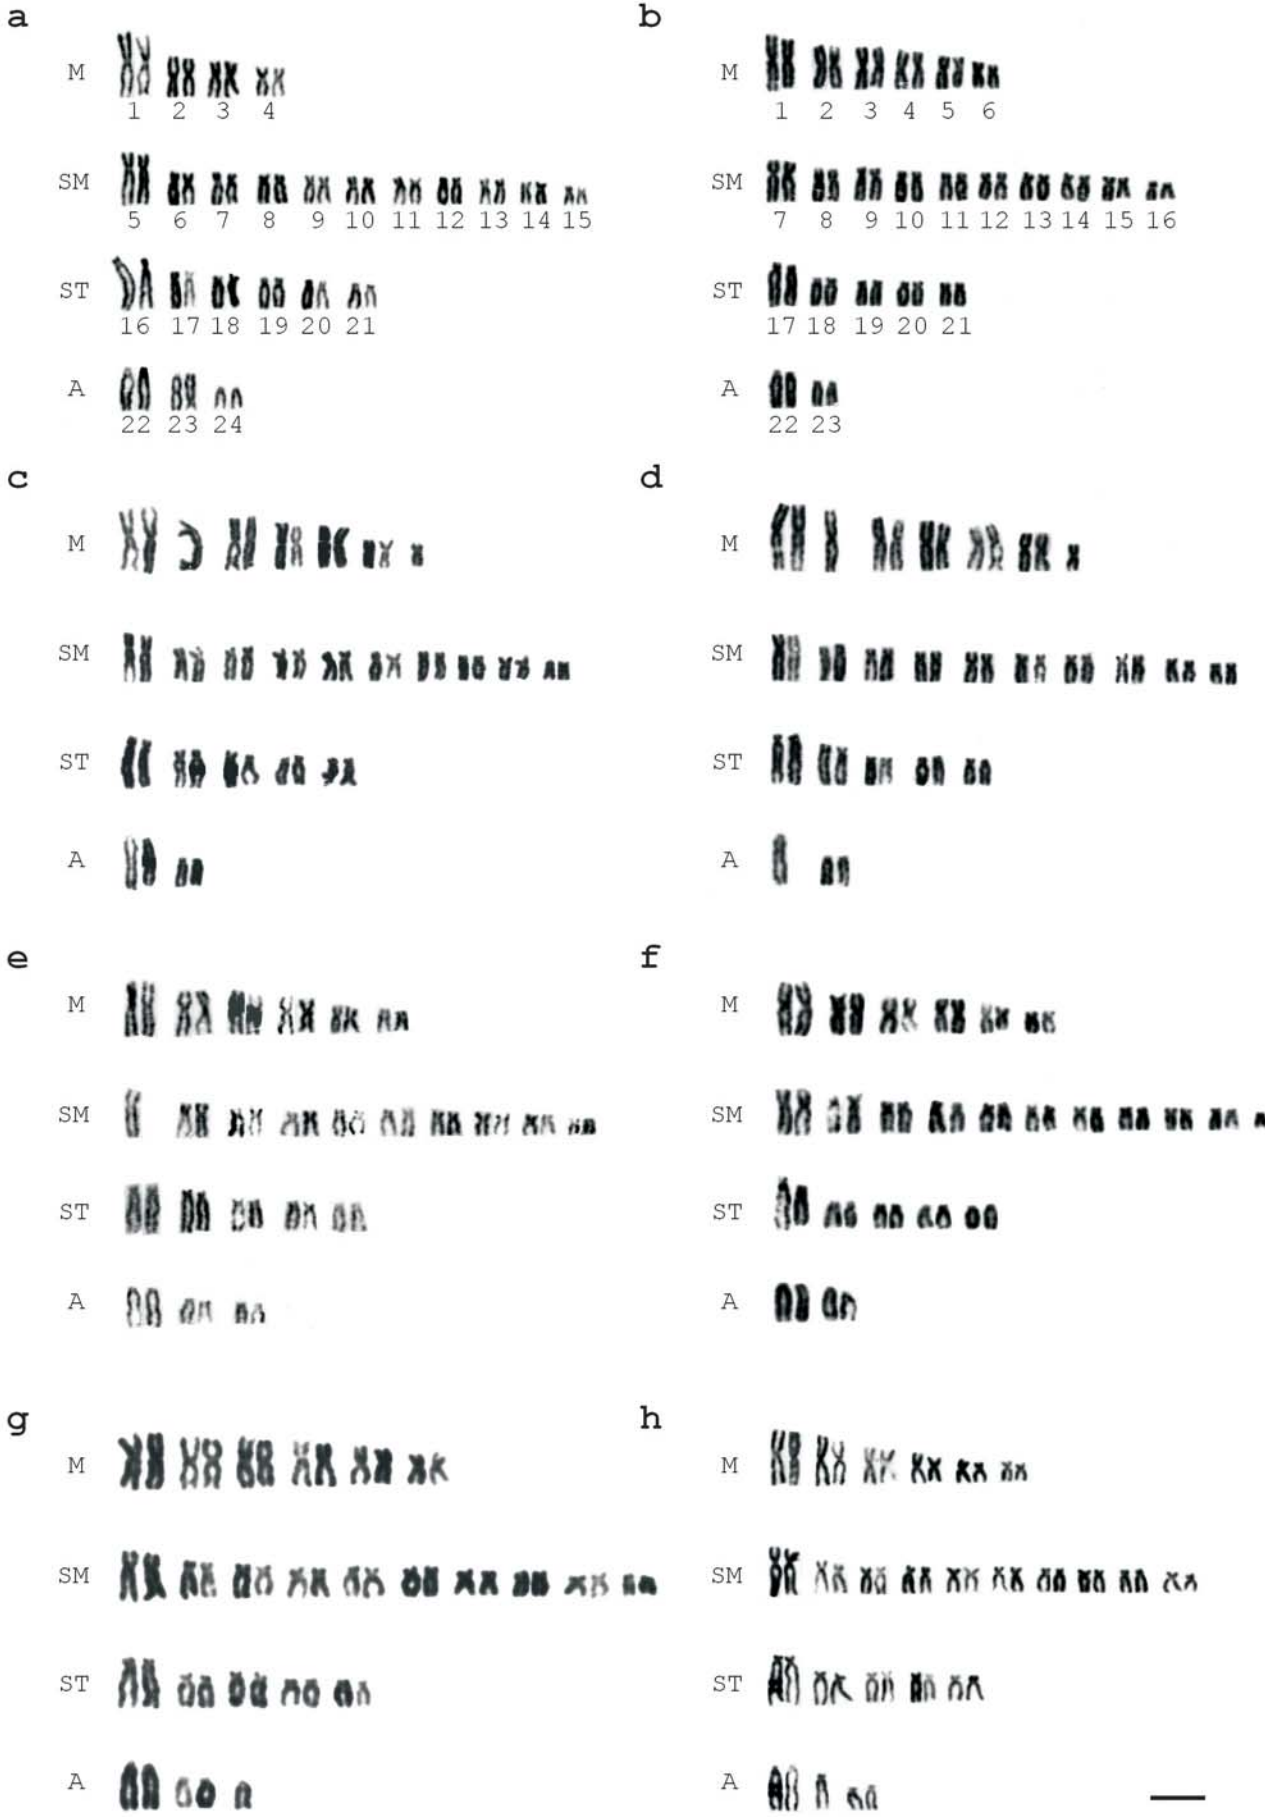 a
M
1 2 3 4
SM
5 6 7 8 9 10 11 12 13 14 15
ST
16 17 18 19 20 21
A
22 23 24
b
M
1 2 3 4 5 6
SM
7 8 9 10 11 12 13 14 15 16
ST
17 18 19 20 21
A
22 23
c
M
SM
ST
A
d
M
SM
ST
A
e
M
SM
ST
A
f
M
SM
ST
A
g
M
SM
ST
A
h
M
SM
ST
A